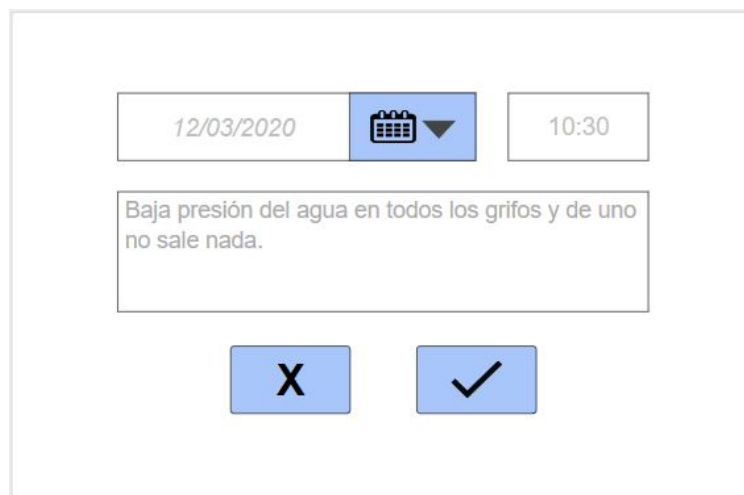 12/03/2020
10:30
Baja presión del agua en todos los grifos y de uno
no sale nada.
X